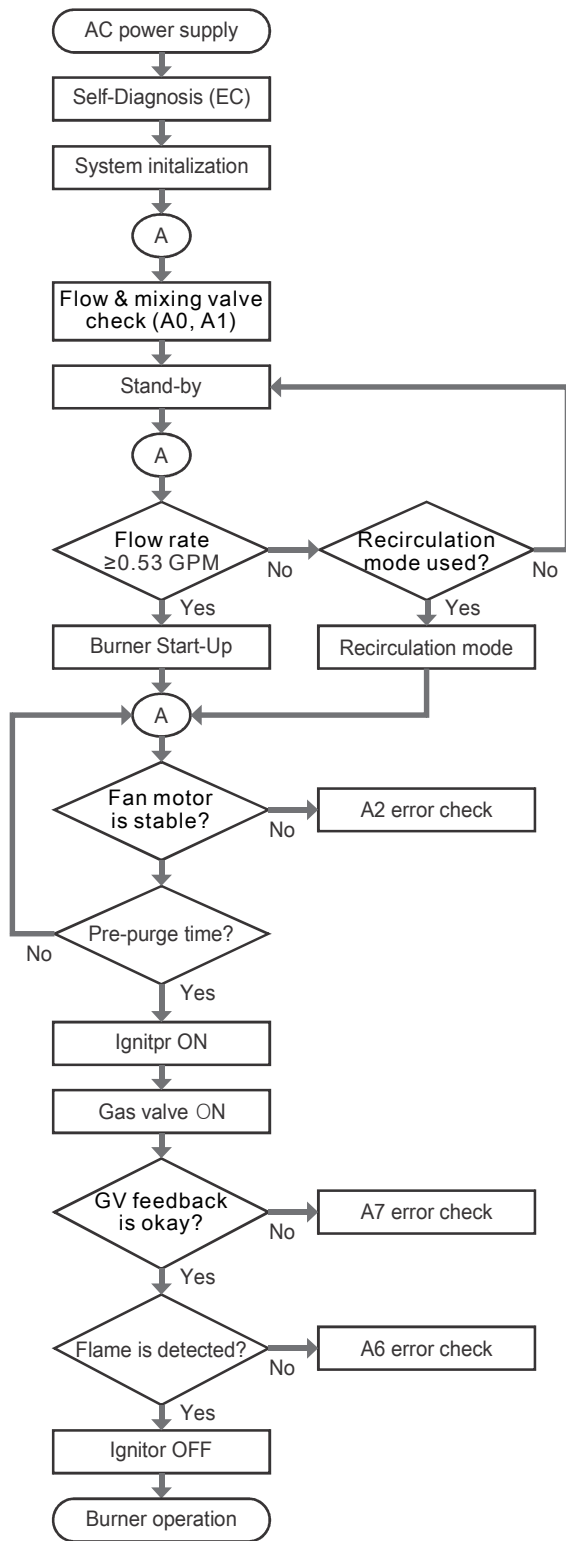 AC power supply
Self-Diagnosis (EC)
System initalization
A
Flow & mixing valve
check (A0, A1)
Stand-by
A
Flow rate
≥0.53 GPM
No
Recirculation
mode used?
No
Yes
Yes
Burner Start-Up
Recirculation mode
A
Fan motor
is stable?
No
A2 error check
Pre-purge time?
No
Yes
Ignitpr ON
Gas valve ON
GV feedback
is okay?
No
A7 error check
Yes
Flame is detected?
No
A6 error check
Yes
Ignitor OFF
Burner operation